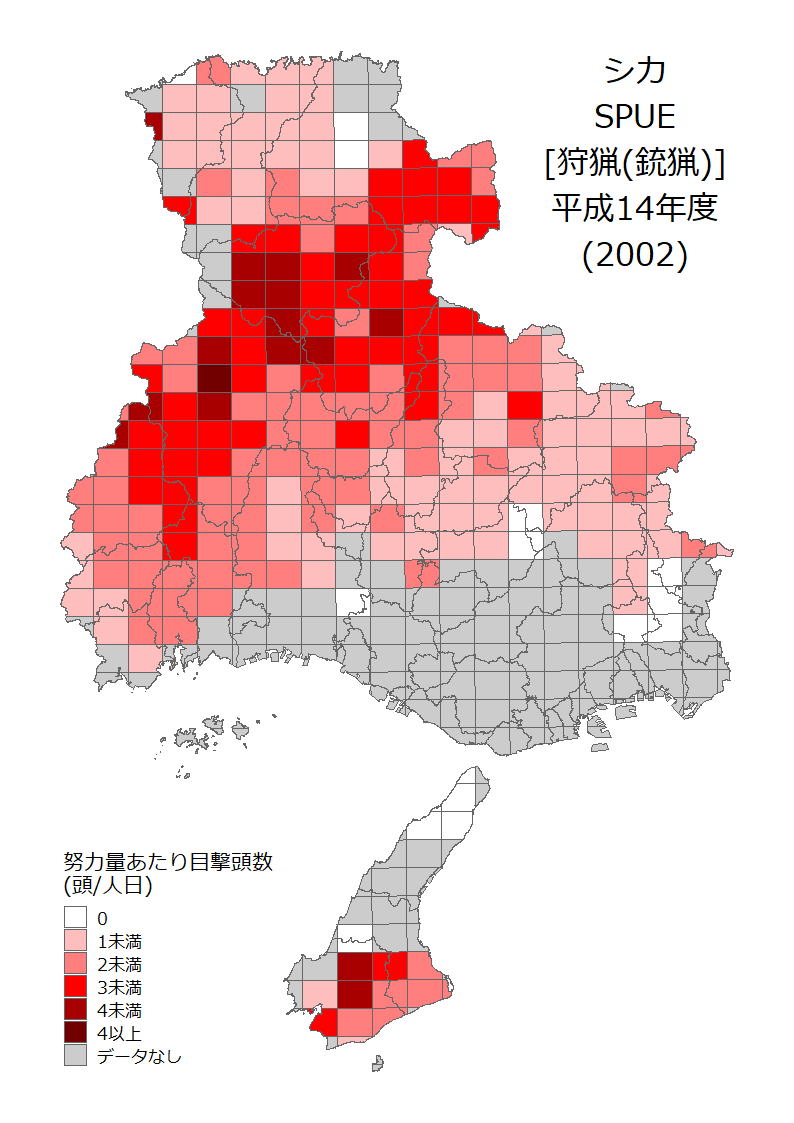 シカ
SPUE
[狩猟(銃猟)]
平成14年度
(2002)
努力量あたり目撃頭数
(頭/人日)
0
1未満
2未満
3未満
4未満
4以上
データなし